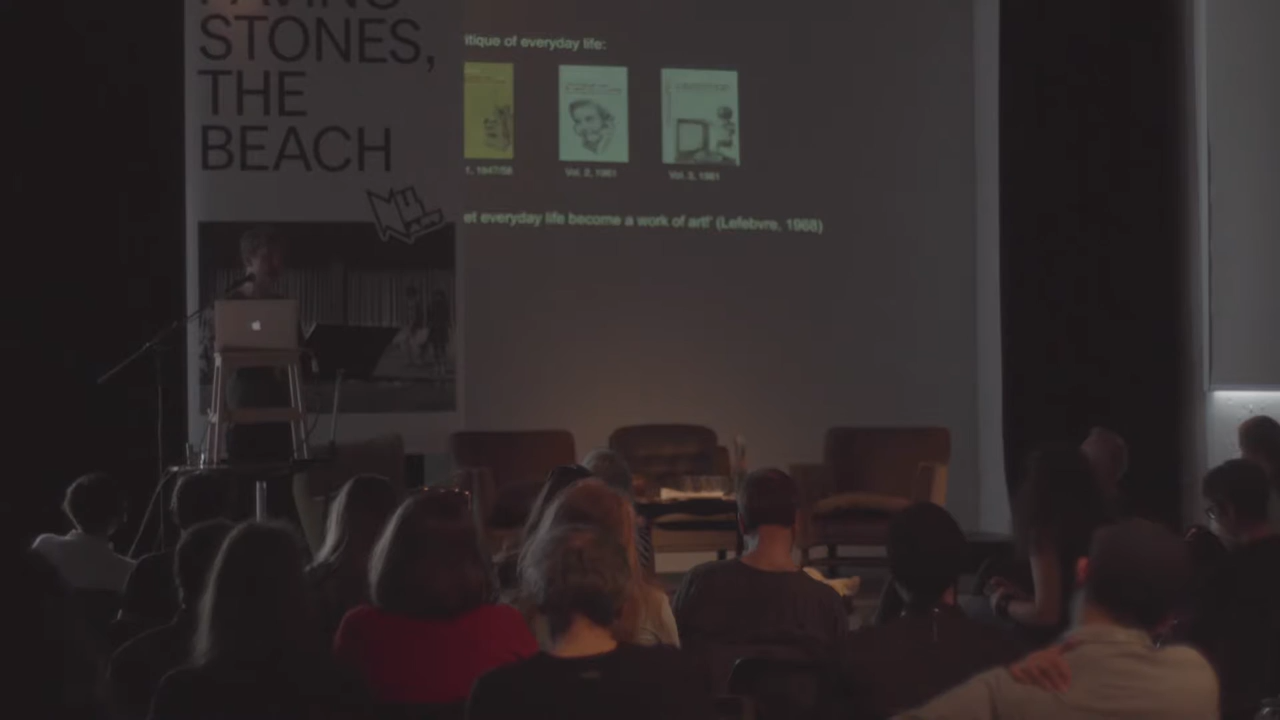 PAVING
STONES,
THE
BEACH
itique of everyday life:
1, 1947/58
Vol. 2, 1961
Vol. 3, 1981
et everyday life become a work of art!' (Lefebvre, 1968)